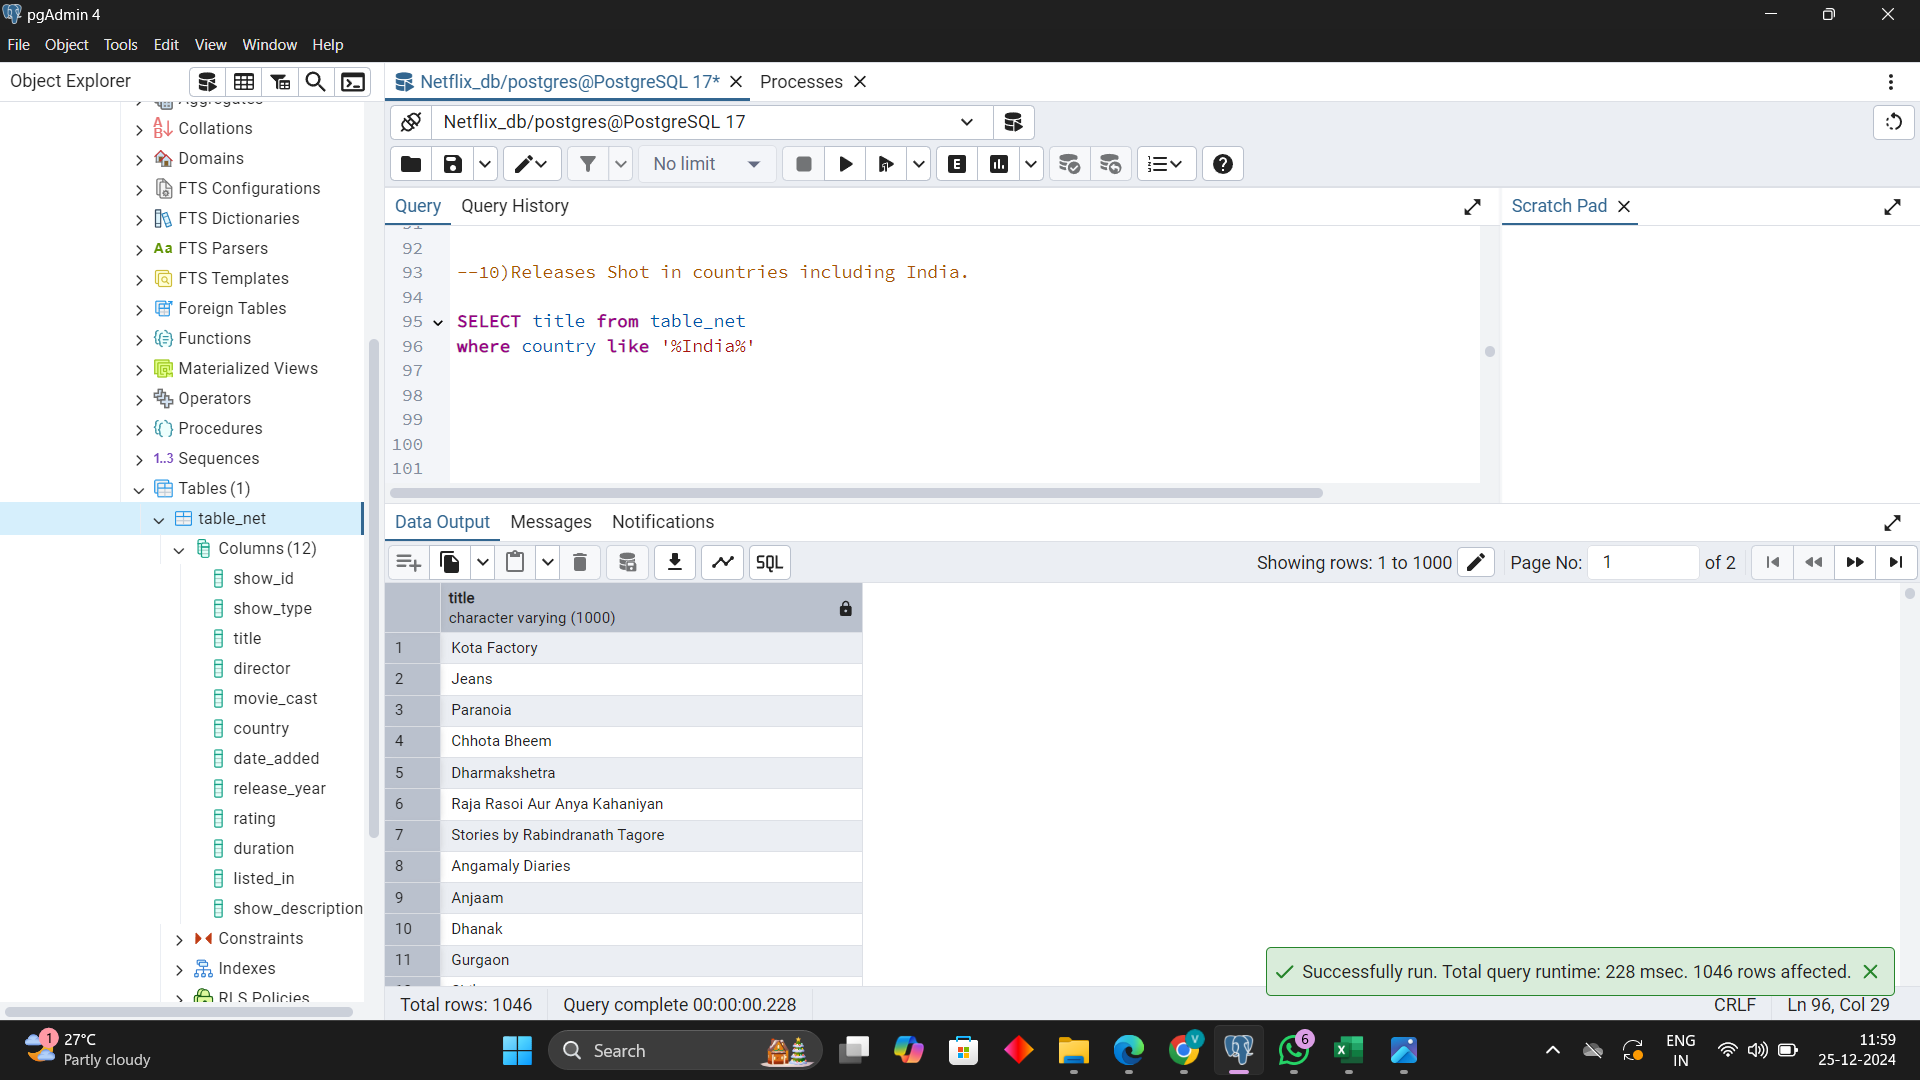 pgAdmin 4
File Object Tools Edit View Window Help
Object Explorer
Netflix_db/postgres@PostgreSQL 17*
Processes
Netflix_db/postgres@PostgreSQL 17
No limit
E
Query
Query History
Scratch Pad
Aggregates
Collations
Domains
FTS Configurations
FTS Dictionaries
Aa FTS Parsers
FTS Templates
Foreign Tables
Functions
Materialized Views
Operators
Procedures
1..3 Sequences
Tables (1)
table_net
Columns (12)
show_id
show_type
title
director
movie_cast
country
date_added
release_year
rating
duration
listed_in
show_description
Constraints
Indexes
RLS Policies
91
92
93 --10)Releases Shot in countries including India.
94
95 SELECT title from table_net
96 where country like '%India%'
97
98
99
100
101
Data Output
Messages
Notifications
SQL
Showing rows: 1 to 1000
Page No: 1 of 2
title
character varying (1000)
1 Kota Factory
2 Jeans
3 Paranoia
4 Chhota Bheem
5 Dharmakshetra
6 Raja Rasoi Aur Anya Kahaniyan
7 Stories by Rabindranath Tagore
8 Angamaly Diaries
9 Anjaam
10 Dhanak
11 Gurgaon
Successfully run. Total query runtime: 228 msec. 1046 rows affected.
Total rows: 1046
Query complete 00:00:00.228
CRLF
Ln 96, Col 29
1
27°C
Partly cloudy
Search
V
6
ENG
IN
11:59
25-12-2024